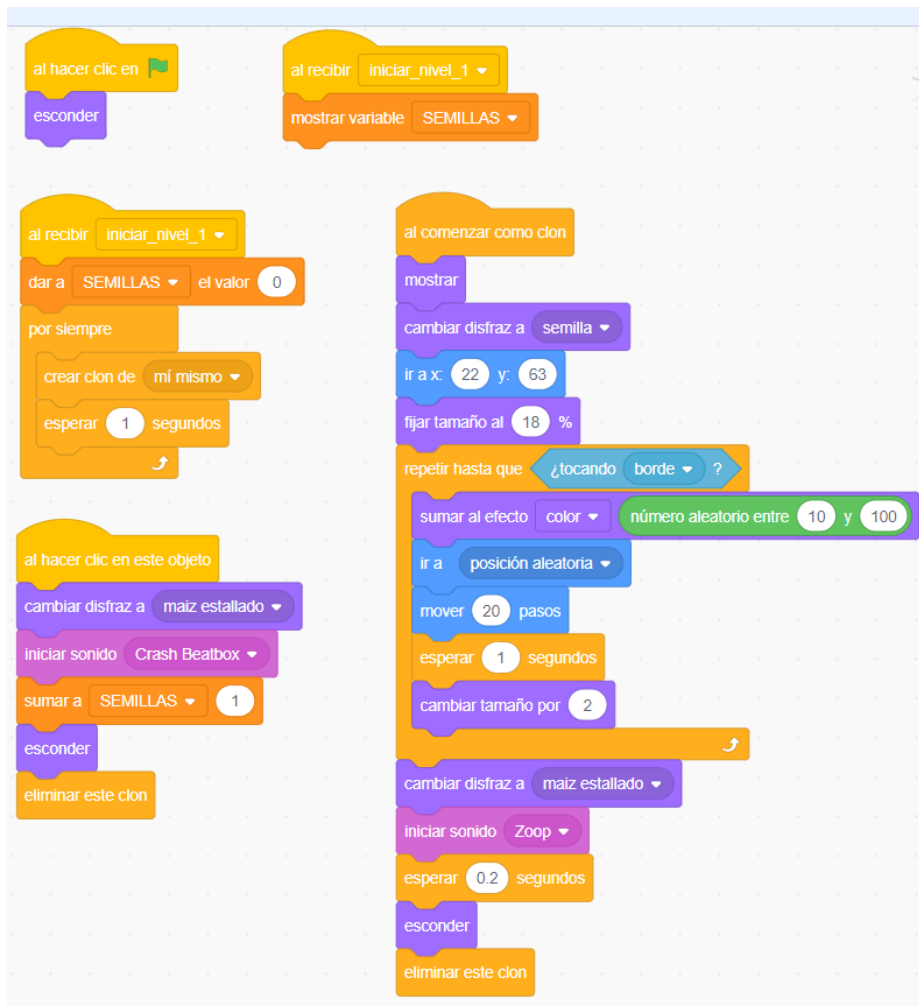 al hacer clic en
esconder
al recibir iniciar_nivel_1
mostrar variable SEMILLAS
al recibir iniciar_nivel_1
dar a SEMILLAS el valor 0
por siempre
crear clon de mí mismo
esperar 1 segundos
al hacer clic en este objeto
cambiar disfraz a maiz estallado
iniciar sonido Crash Beatbox
sumar a SEMILLAS 1
esconder
eliminar este clon
al comenzar como clon
mostrar
cambiar disfraz a semilla
ir a x: 22 y: 63
fijar tamaño al 18 %
repetir hasta que ¿tocando borde ?
sumar al efecto color número aleatorio entre 10 y 100
ir a posición aleatoria
mover 20 pasos
esperar 1 segundos
cambiar tamaño por 2
cambiar disfraz a maiz estallado
iniciar sonido Zoop
esperar 0.2 segundos
esconder
eliminar este clon